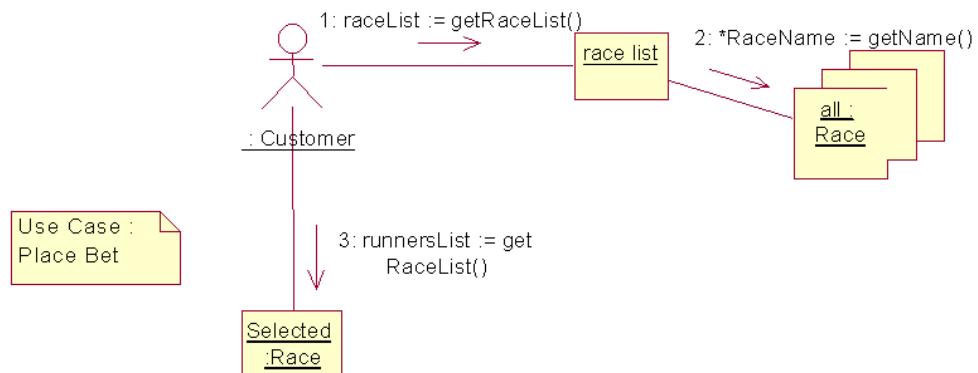 1: raceList := getRaceList()
race list
2: *RaceName := getName()
all :
Race
: Customer
Use Case :
Place Bet
3: runnersList := get
RaceList()
Selected
:Race